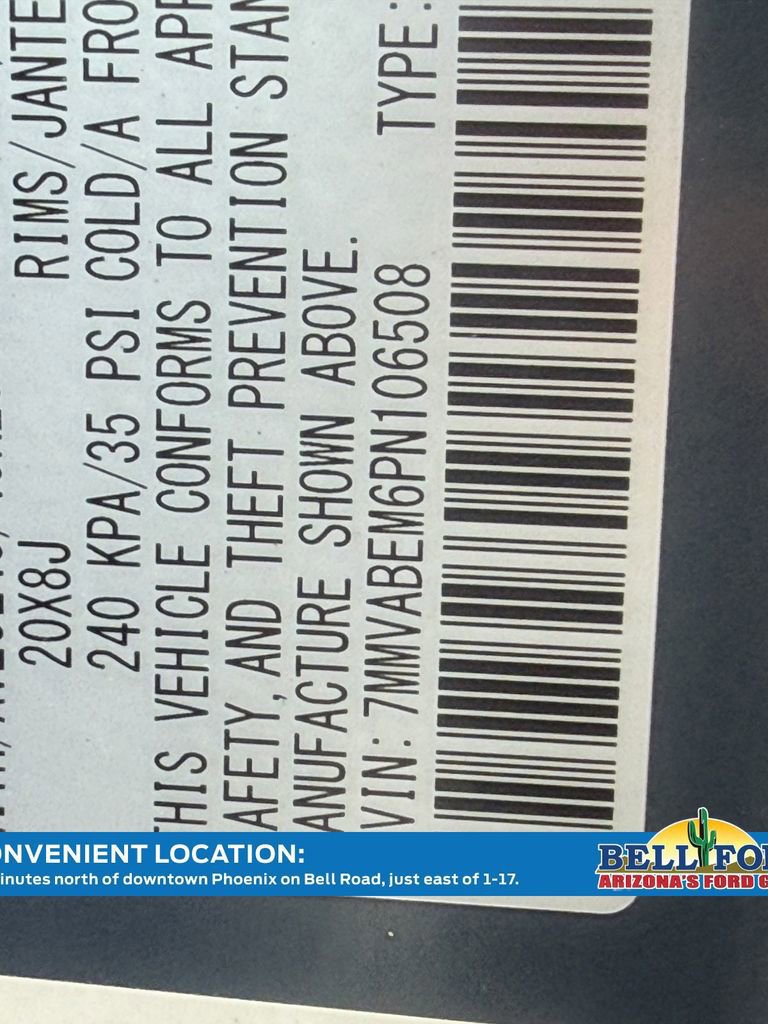 RIMS/JANTE
20X8J
240 KPA/35 PSI COLD/A FRO
THIS VEHICLE CONFORMS TO ALL APP
AFETY, AND THEFT PREVENTION STAN
ANUFACTURE SHOWN ABOVE.
VIN: 7MMVABEM6PN106508 TYPE:
ONVENIENT LOCATION:
inutes north of downtown Phoenix on Bell Road, just east of 1-17.
BELL FO
ARIZONA'S FORD G